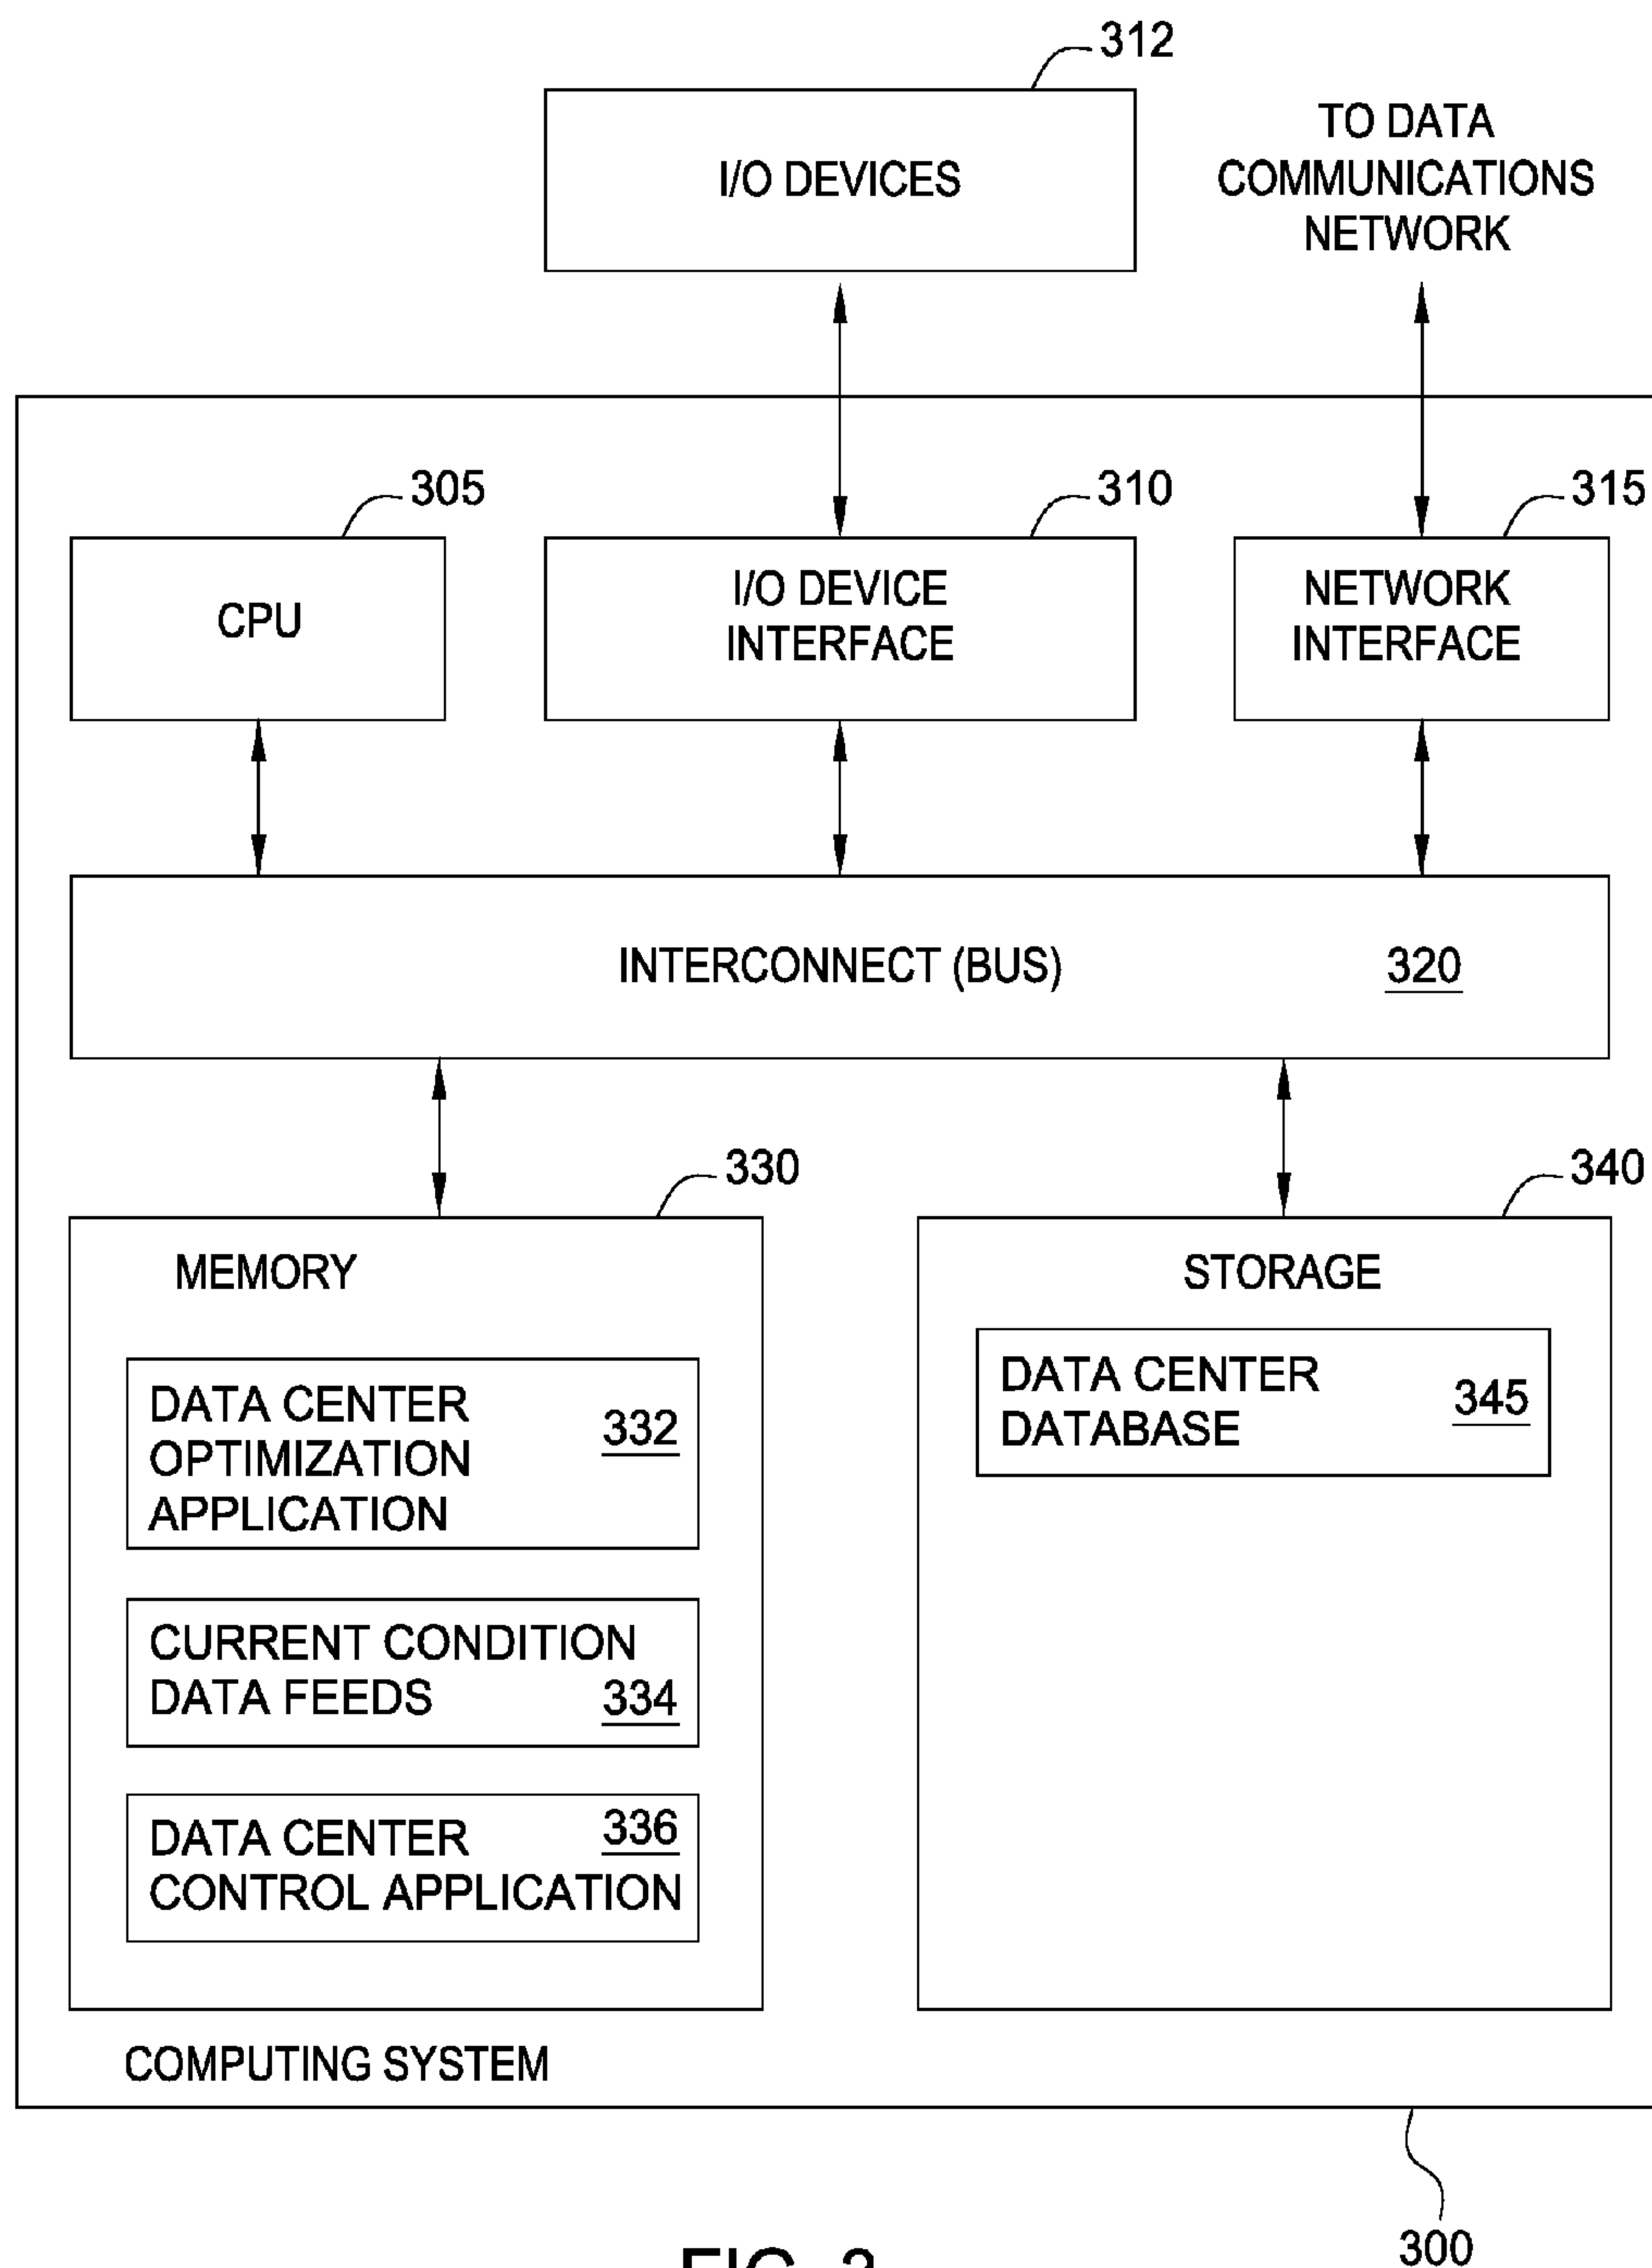 312
I/O DEVICES
TO DATA
COMMUNICATIONS
NETWORK
305
310
315
CPU
I/O DEVICE
INTERFACE
NETWORK
INTERFACE
INTERCONNECT (BUS)
320
330
340
MEMORY
DATA CENTER
OPTIMIZATION
APPLICATION
332
CURRENT CONDITION
DATA FEEDS
334
DATA CENTER
CONTROL APPLICATION
336
STORAGE
DATA CENTER
DATABASE
345
COMPUTING SYSTEM
300
FIG. 3